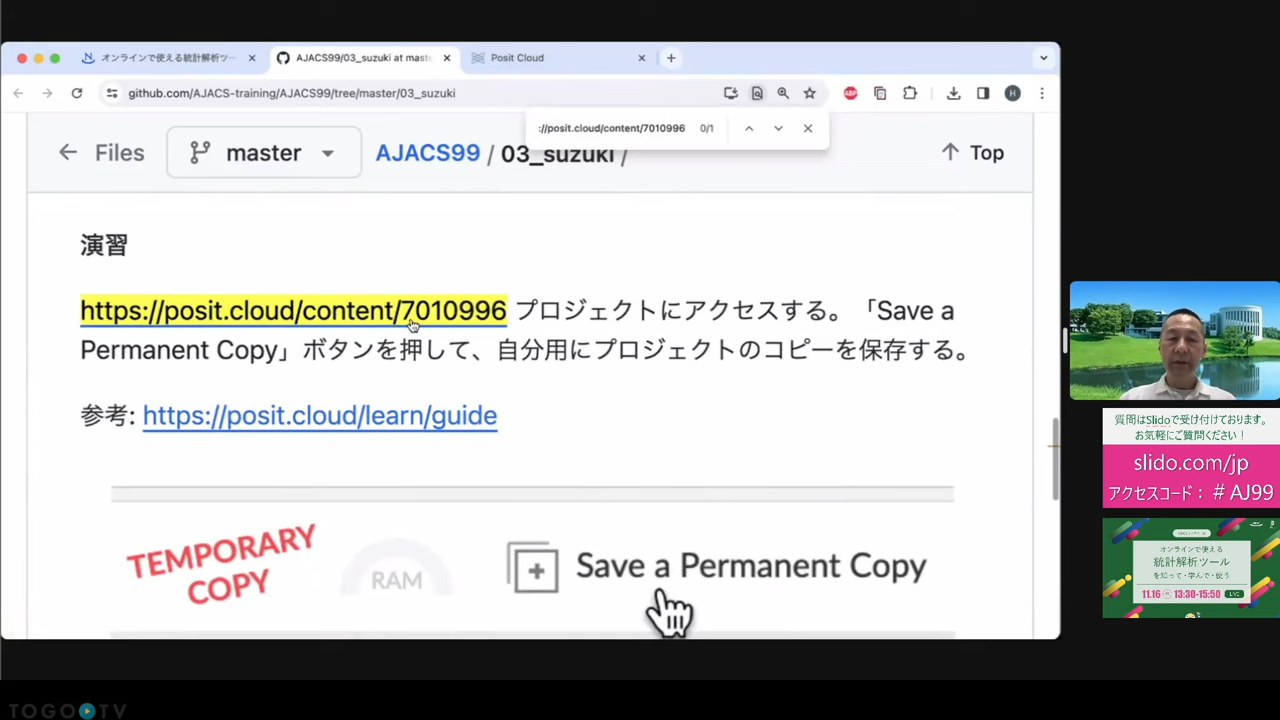 オンラインで使える統計解析ツー
AJACS99/03_suzuki at mast
Posit Cloud
github.com/AJACS-training/AJACS99/tree/master/03_suzuki
ABP
H
://posit.cloud/content/7010996 0/1
Files
master
AJACS99 / 03_suzuki /
Top
演習
https://posit.cloud/content/7010996 プロジェクトにアクセスする。「Save a
Permanent Copy」ボタンを押して、自分用にプロジェクトのコピーを保存する。
参考: https://posit.cloud/learn/guide
TEMPORARY
COPY
RAM
Save a Permanent Copy
質問はSlidoで受け付けております。
お気軽にご質問ください！
slido.com/jp
アクセスコード： ＃AJ99
オンラインで使える
統計解析ツール
を知って・学んで・使う
11.16 13:30-15:50 LIVE
TOGO TV